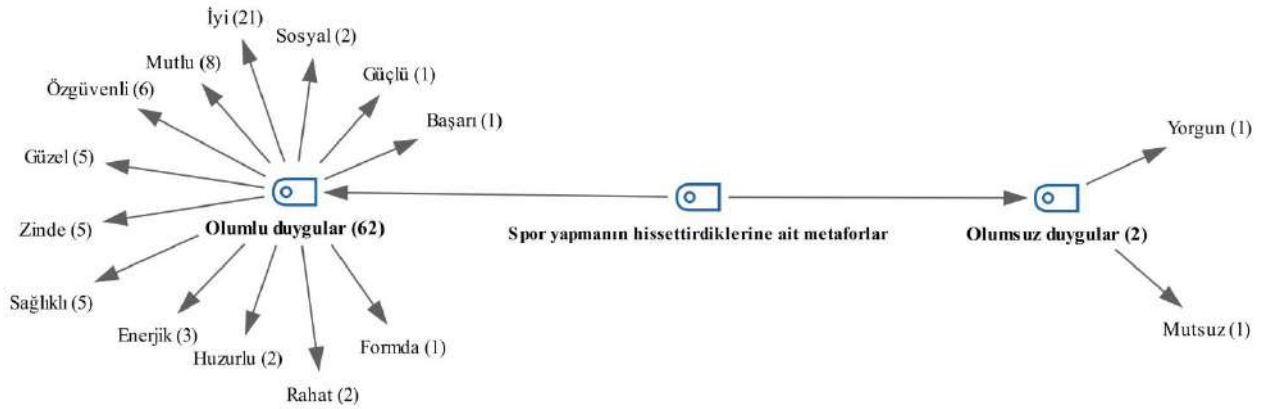 İyi (21)
Sosyal (2)
Mutlu (8)
Güçlü (1)
Özgüvenli (6)
Başarı (1)
Güzel (5)
Zinde (5)
Olumlu duygular (62)
Sağlıklı (5)
Enerjik (3)
Huzurlu (2)
Rahat (2)
Formda (1)
Spor yapmanın hissettirdiklerine ait metaforlar
Yorgun (1)
Olumsuz duygular (2)
Mutsuz (1)